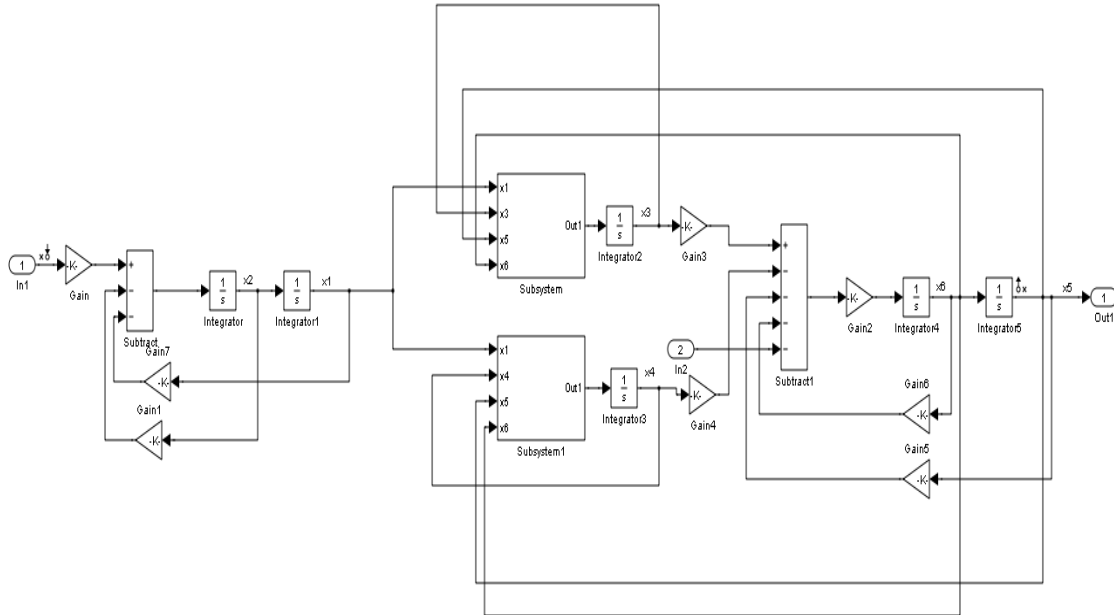 1
In1
x
-K-
Gain
+
−
−
Subtract
Gain7
-K-
Gain1
-K-
1
s
Integrator
x2
1
s
Integrator1
x1
x1
x3
x5
x6
Out1
Subsystem
1
s
Integrator2
x3
-K-
Gain3
x1
x4
x5
x6
Out1
Subsystem1
1
s
Integrator3
x4
-K-
Gain4
2
In2
+
−
−
−
−
Subtract1
-K-
Gain2
1
s
Integrator4
x6
1
s
Integrator5
x
x5
1
Out1
Gain6
-K-
Gain5
-K-